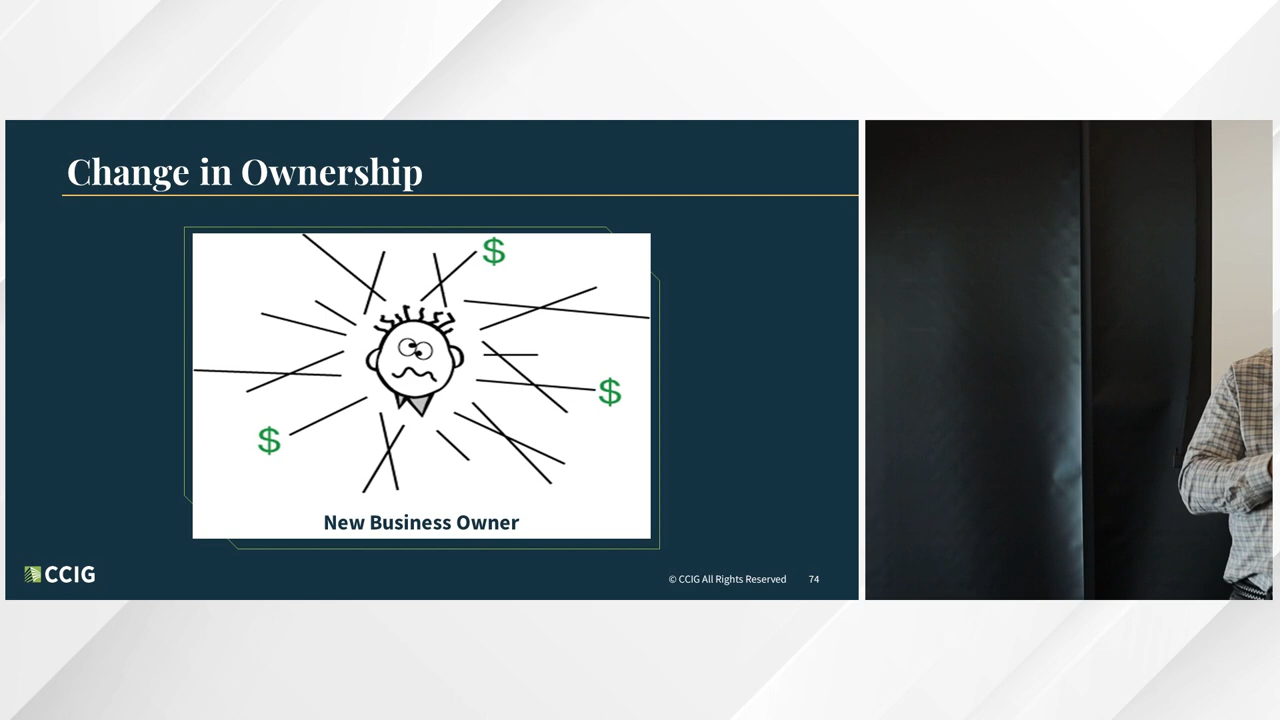 Change in Ownership
$
$
$
New Business Owner
CCIG
© CCIG All Rights Reserved 74